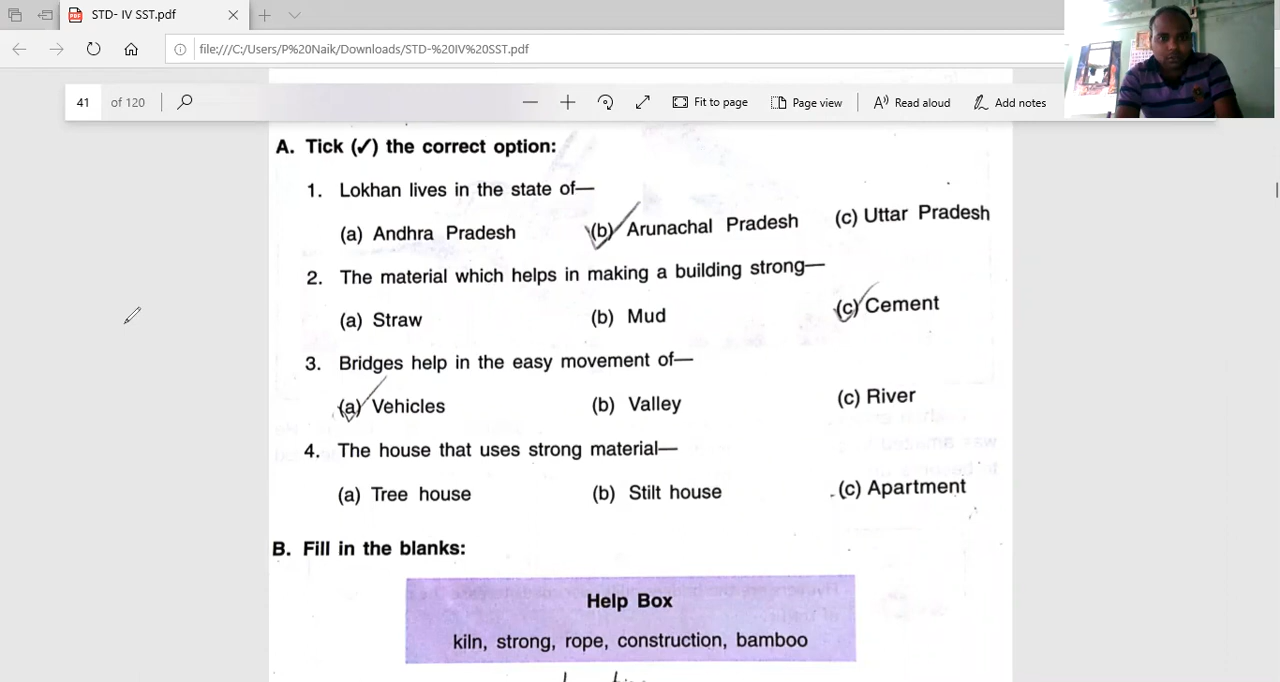 STD- IV SST.pdf
file:///C:/Users/P%20Naik/Downloads/STD-%20IV%20SST.pdf
41 of 120 Fit to page Page view Read aloud Add notes
A. Tick (✓) the correct option:
1. Lokhan lives in the state of—
(a) Andhra Pradesh (b) Arunachal Pradesh (c) Uttar Pradesh
2. The material which helps in making a building strong—
(a) Straw (b) Mud (c) Cement
3. Bridges help in the easy movement of—
(a) Vehicles (b) Valley (c) River
4. The house that uses strong material—
(a) Tree house (b) Stilt house (c) Apartment
B. Fill in the blanks:
Help Box
kiln, strong, rope, construction, bamboo